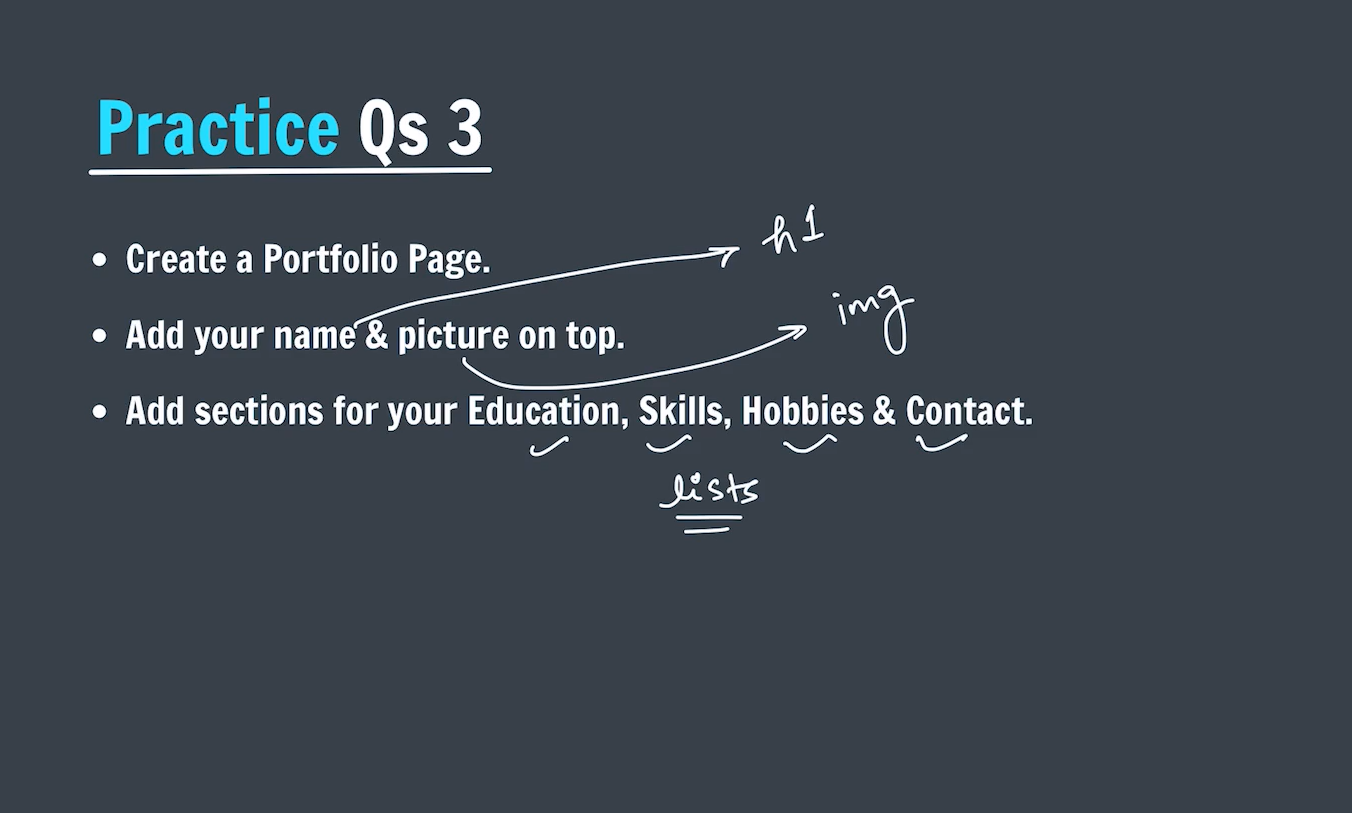 Practice Qs 3
• Create a Portfolio Page.
h1
• Add your name & picture on top.
img
• Add sections for your Education, Skills, Hobbies & Contact.
lists